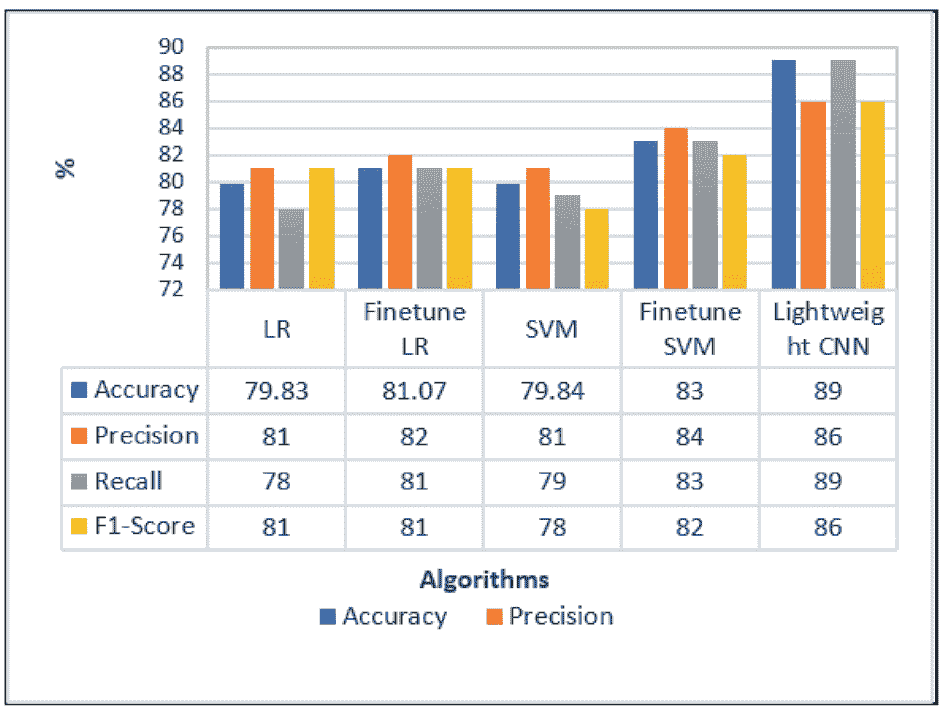 90
88
86
84
82
80
78
76
74
72
%
LR Finetune LR SVM Finetune SVM Lightweig ht CNN
Accuracy 79.83 81.07 79.84 83 89
Precision 81 82 81 84 86
Recall 78 81 79 83 89
F1-Score 81 81 78 82 86
Algorithms
Accuracy Precision